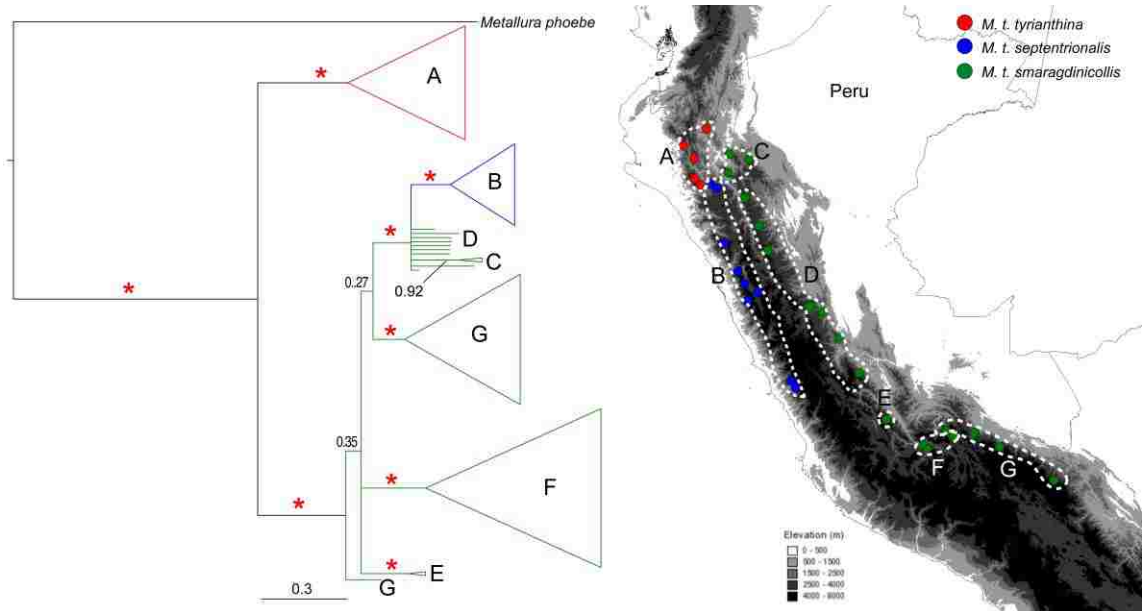 Metallura phoebe
*
A
*
B
*
D
C
0.92
0.27
*
G
0.35
*
F
*
*
*
E
G
0.3
M. t. tyrianthina
M. t. septentrionalis
M. t. smaragdinicollis
Peru
A
C
B
D
E
F
G
Elevation (m)
0 - 500
500 - 1500
1500 - 2500
2500 - 4000
4000 - 6000